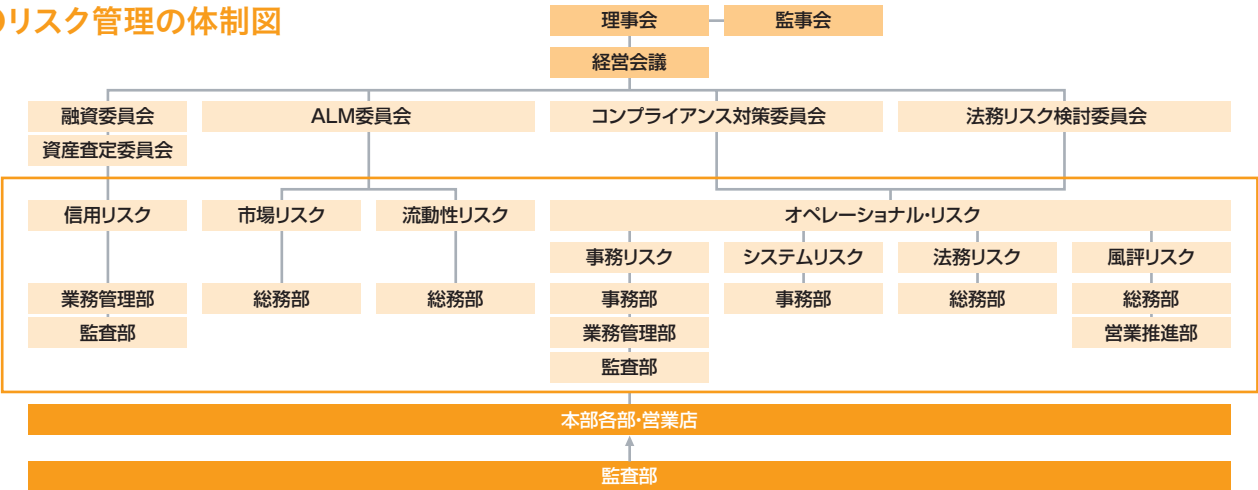 リスク管理の体制図
理事会
監事会
経営会議
融資委員会
ALM委員会
コンプライアンス対策委員会
法務リスク検討委員会
資産査定委員会
信用リスク
市場リスク
流動性リスク
オペレーショナル・リスク
事務リスク
システムリスク
法務リスク
風評リスク
業務管理部
総務部
総務部
事務部
事務部
総務部
総務部
監査部
業務管理部
営業推進部
監査部
本部各部・営業店
監査部